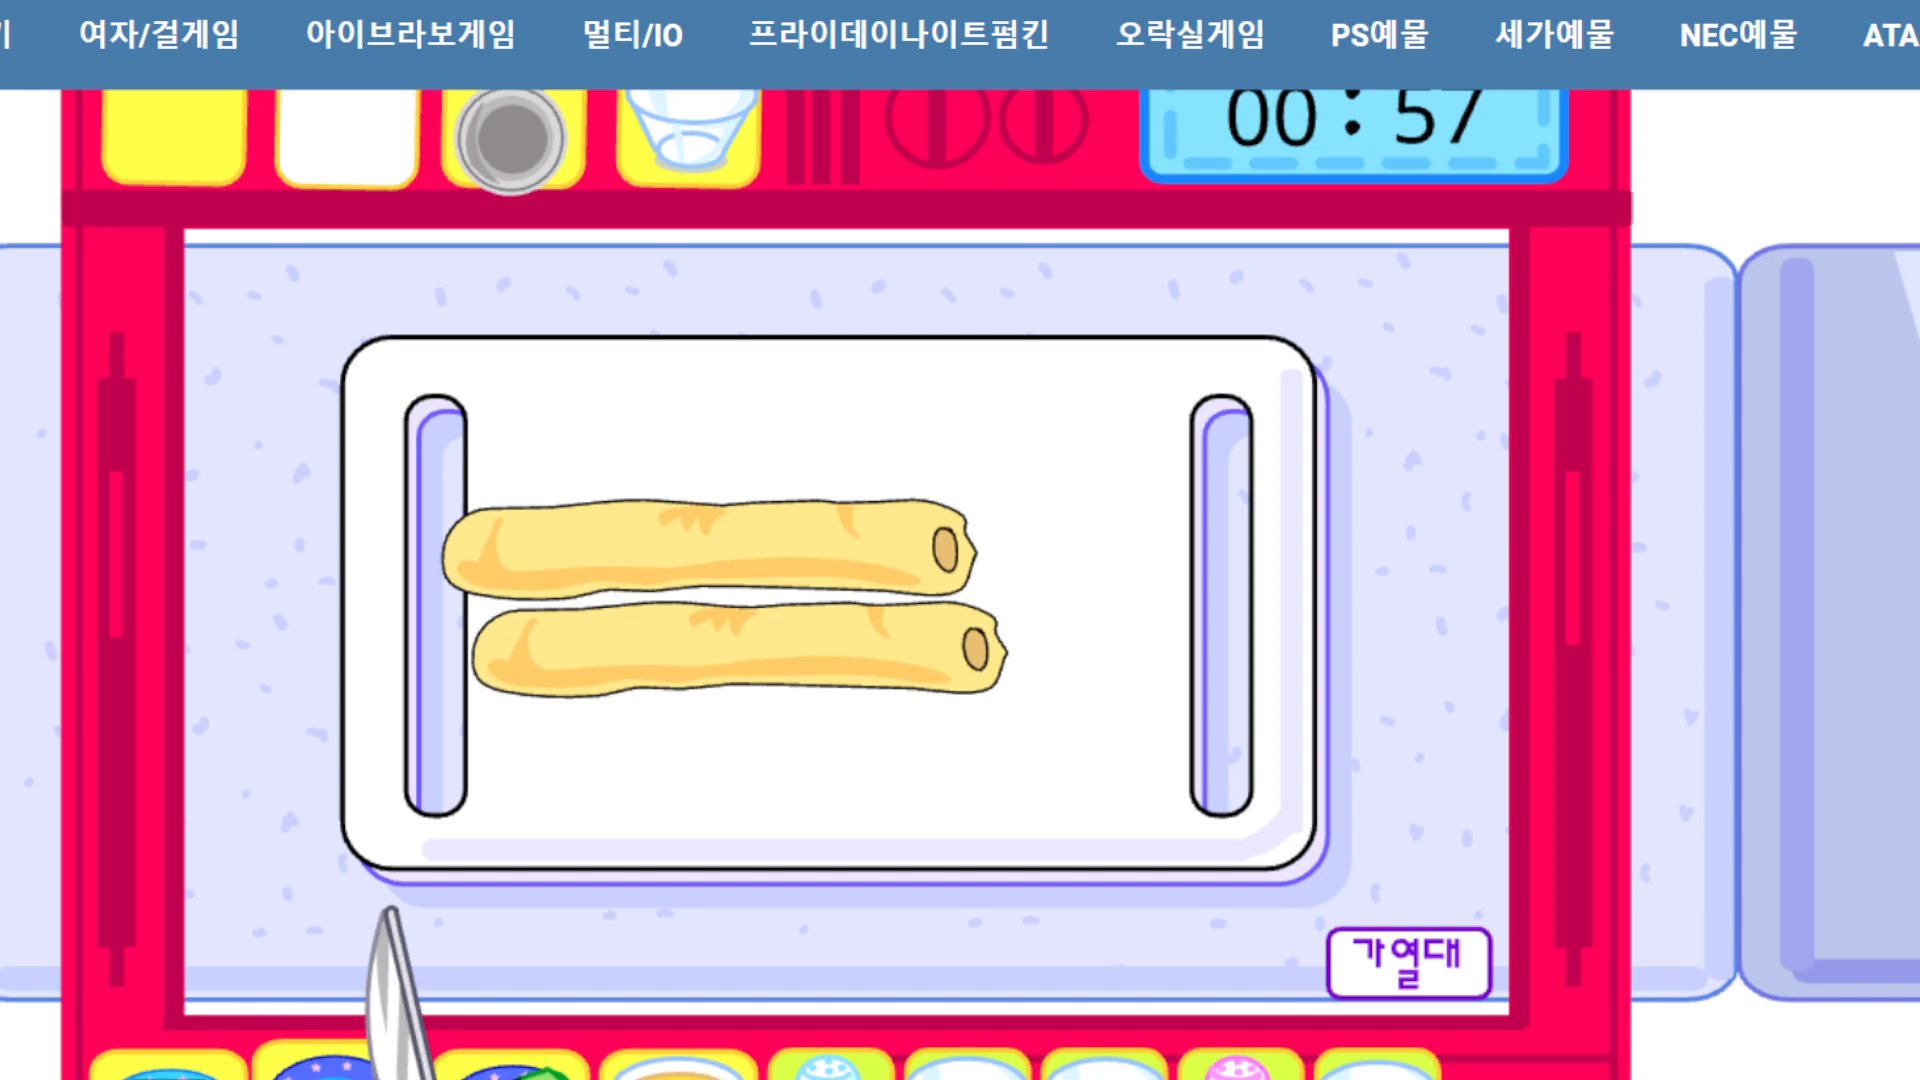 여자/걸게임
아이브라보게임
멀티/IO
프라이데이나이트펌킨
오락실게임
PS예물
세가예물
NEC예물
ATA
00:57
가열대